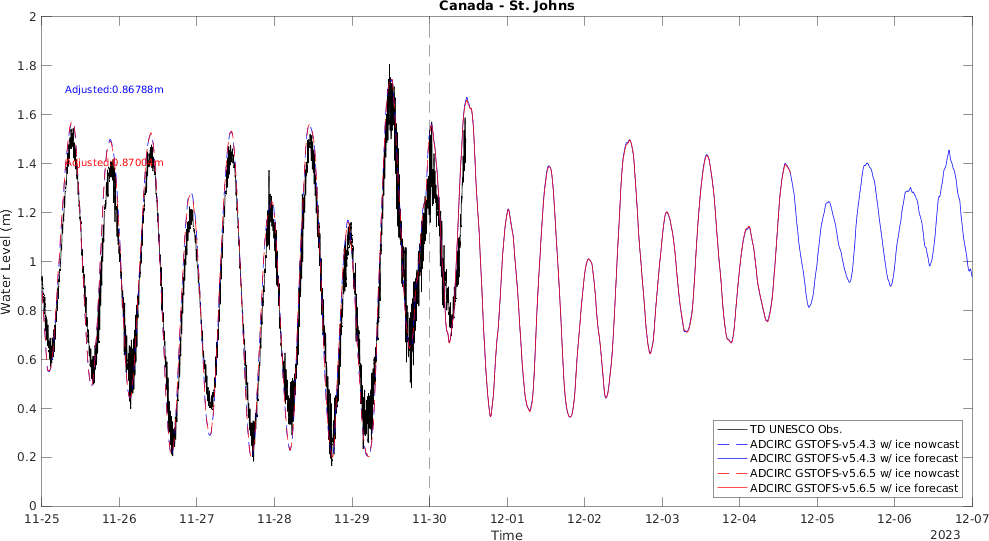 Canada - St. Johns
2
1.8
1.6
1.4
1.2
1
0.8
0.6
0.4
0.2
0
Water Level (m)
Adjusted:0.86788m
TD UNESCO Obs.
ADCIRC GSTOFS-v5.4.3 w/ ice nowcast
ADCIRC GSTOFS-v5.4.3 w/ ice forecast
ADCIRC GSTOFS-v5.6.5 w/ ice nowcast
ADCIRC GSTOFS-v5.6.5 w/ ice forecast
11-25 11-26 11-27 11-28 11-29 11-30 12-01 12-02 12-03 12-04 12-05 12-06 12-07
Time
2023